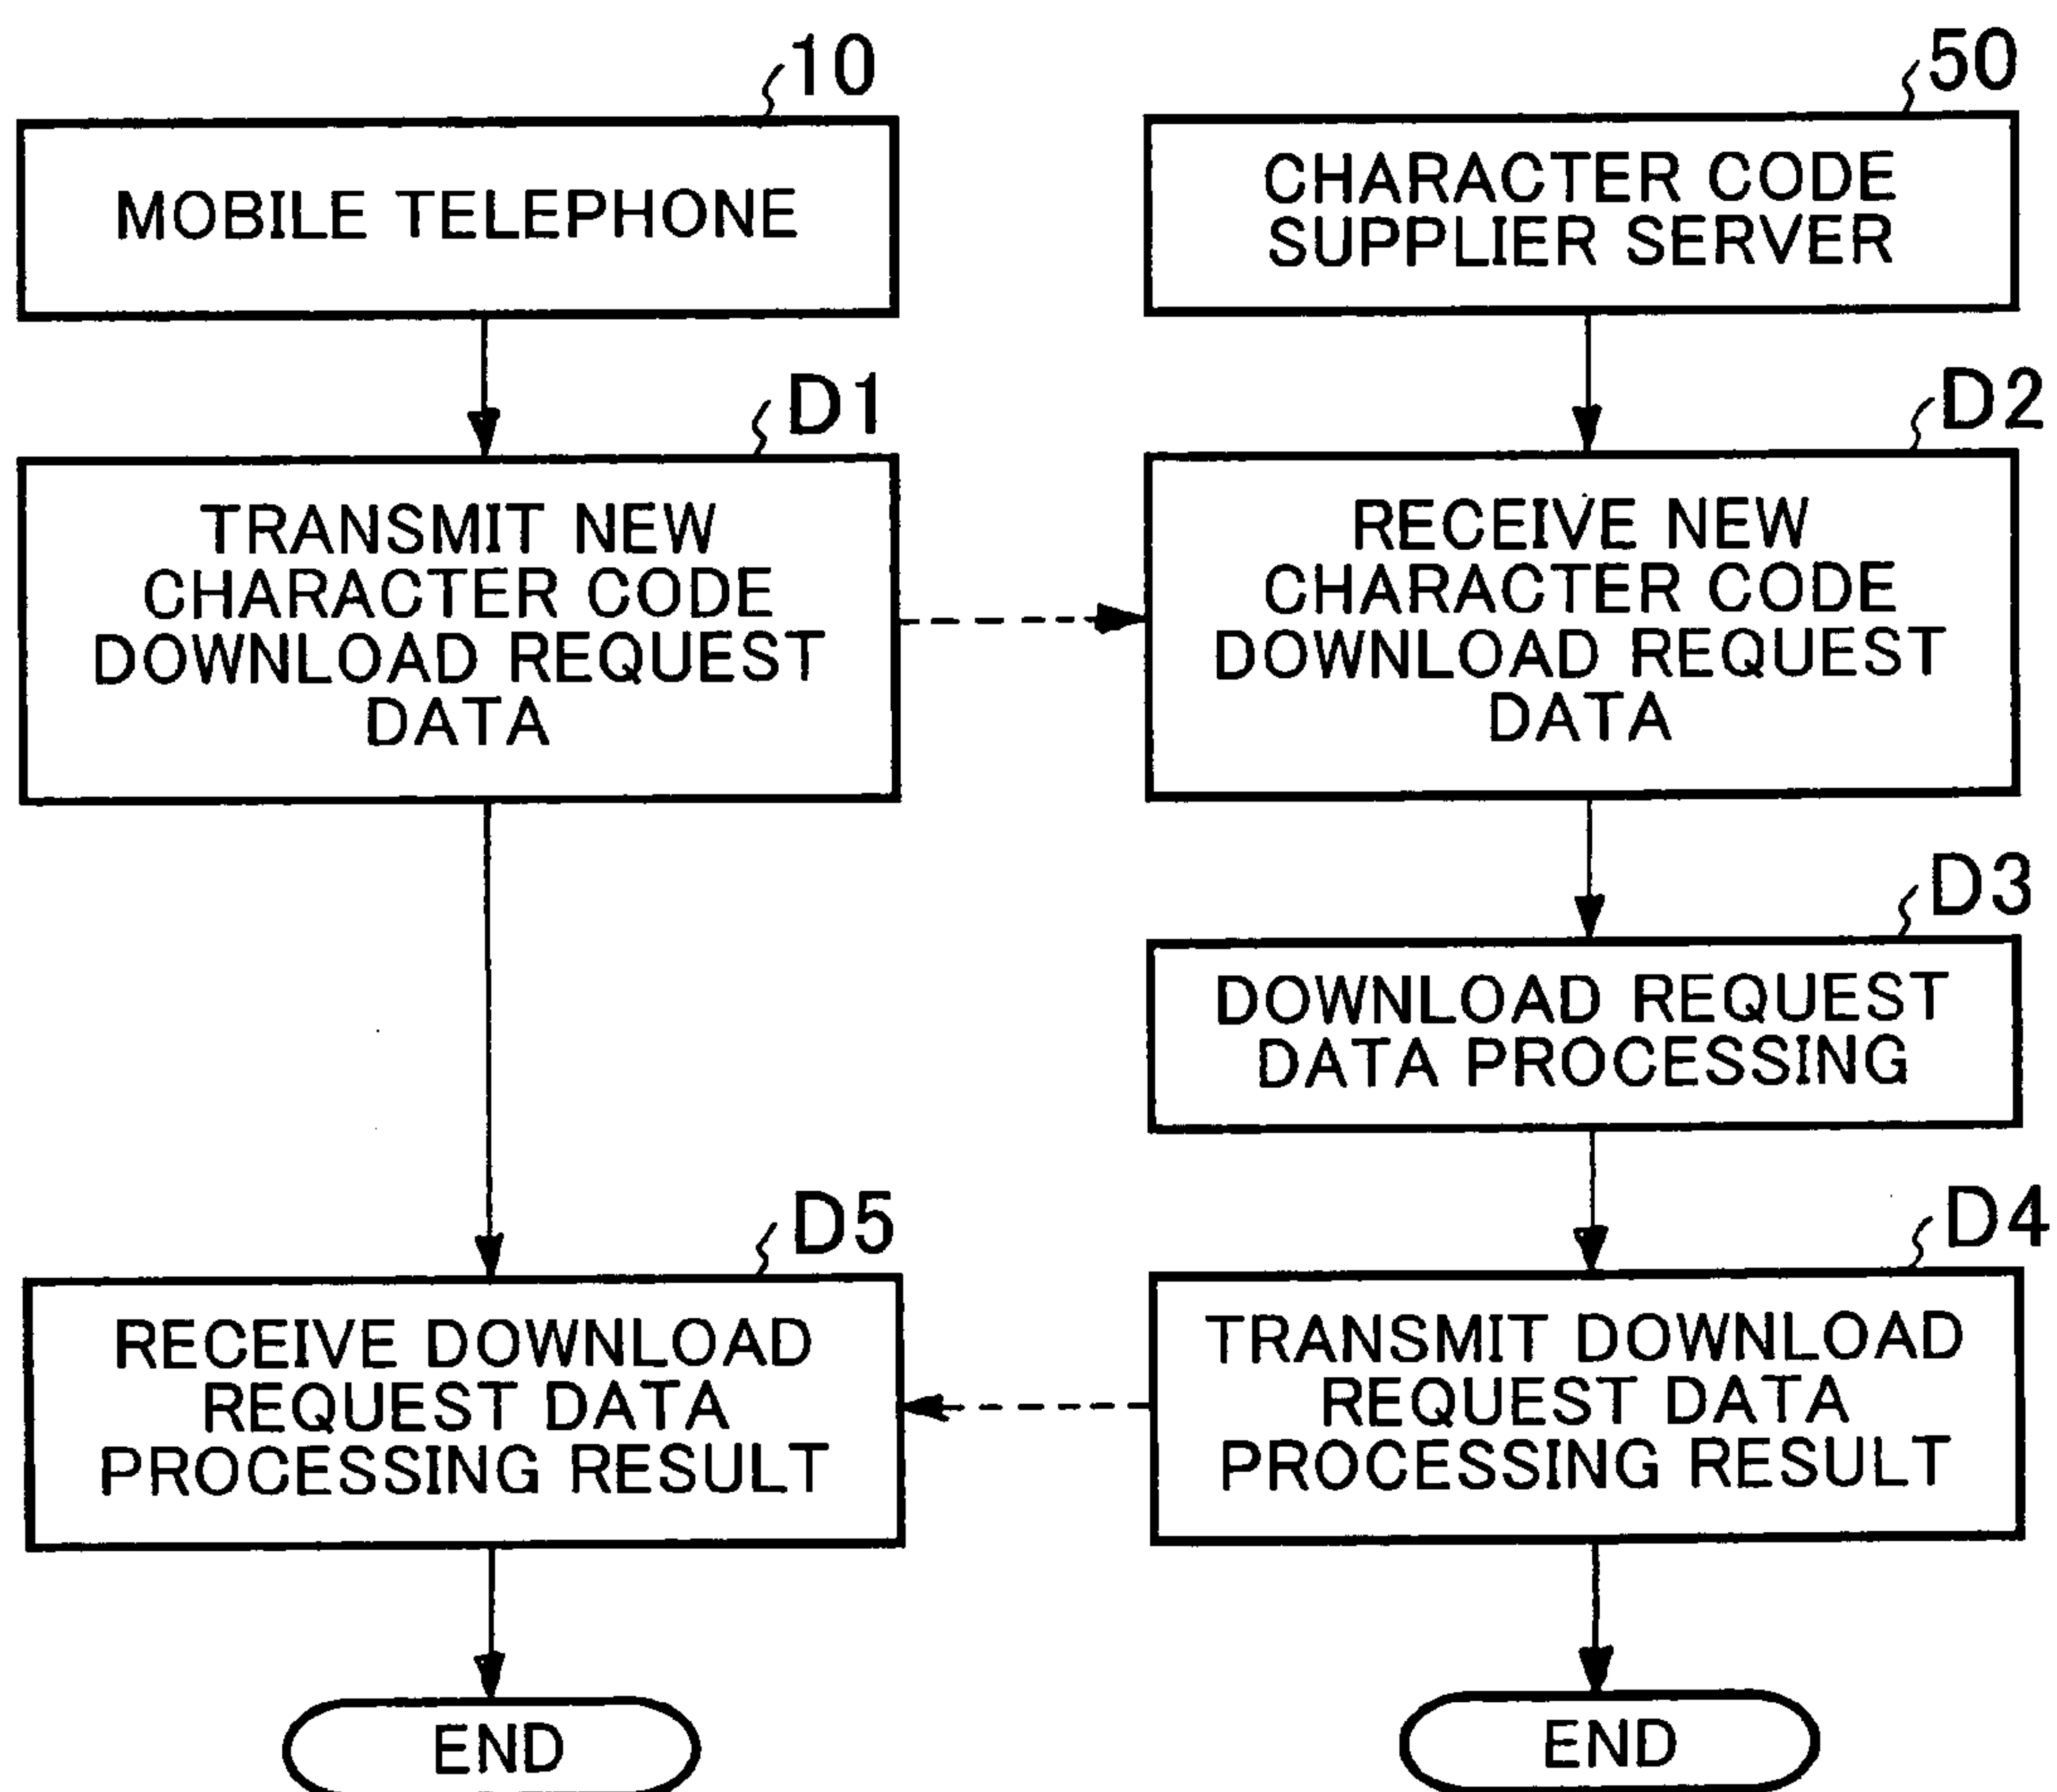 10
MOBILE TELEPHONE
50
CHARACTER CODE
SUPPLIER SERVER
D1
TRANSMIT NEW
CHARACTER CODE
DOWNLOAD REQUEST
DATA
D2
RECEIVE NEW
CHARACTER CODE
DOWNLOAD REQUEST
DATA
D3
DOWNLOAD REQUEST
DATA PROCESSING
D5
RECEIVE DOWNLOAD
REQUEST DATA
PROCESSING RESULT
D4
TRANSMIT DOWNLOAD
REQUEST DATA
PROCESSING RESULT
END
END